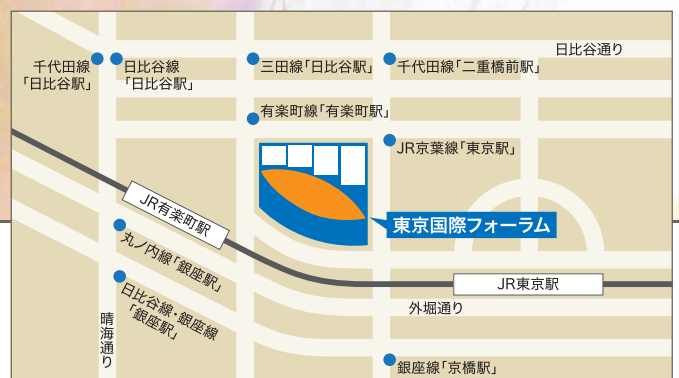 日比谷通り
千代田線
「日比谷駅」
日比谷線
「日比谷駅」
三田線「日比谷駅」
千代田線「二重橋前駅」
有楽町線「有楽町駅」
JR京葉線「東京駅」
JR有楽町駅
東京国際フォーラム
丸ノ内線「銀座駅」
JR東京駅
日比谷線・銀座線
「銀座駅」
外堀通り
晴海通り
銀座線「京橋駅」